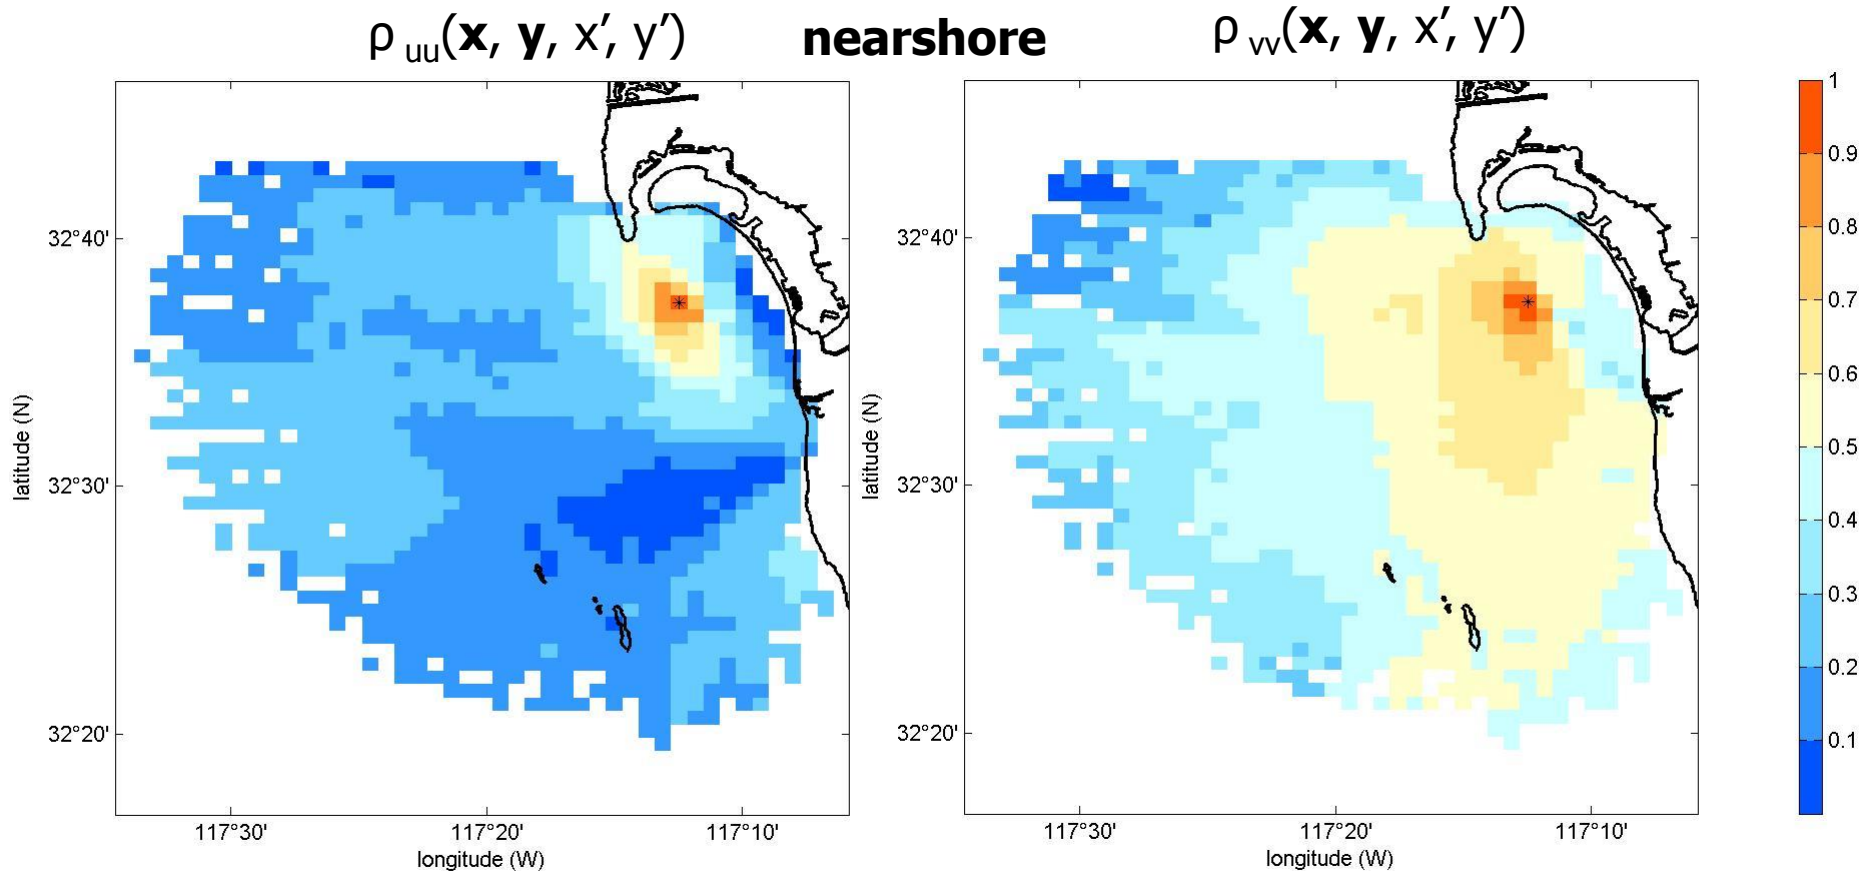 ρ uu(x, y, x′, y′) nearshore ρ vv(x, y, x′, y′)
32°40'
32°30'
32°20'
latitude (N)
117°30' 117°20' 117°10'
longitude (W)
32°40'
32°30'
32°20'
latitude (N)
117°30' 117°20' 117°10'
longitude (W)
1
0.9
0.8
0.7
0.6
0.5
0.4
0.3
0.2
0.1